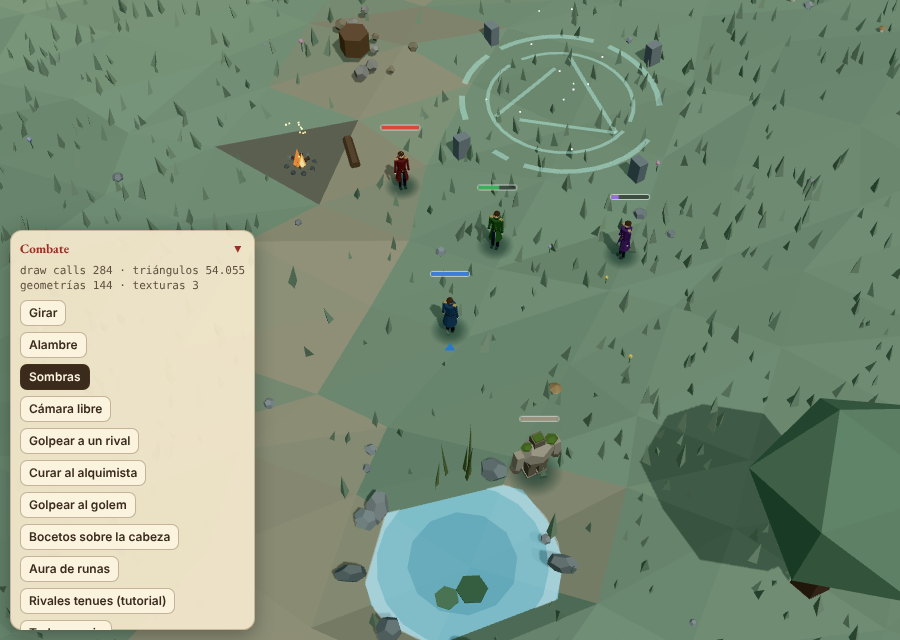 Combate ▼
draw calls 284 · triángulos 54.055
geometrías 144 · texturas 3
Girar
Alambre
Sombras
Cámara libre
Golpear a un rival
Curar al alquimista
Golpear al golem
Bocetos sobre la cabeza
Aura de runas
Rivales tenues (tutorial)